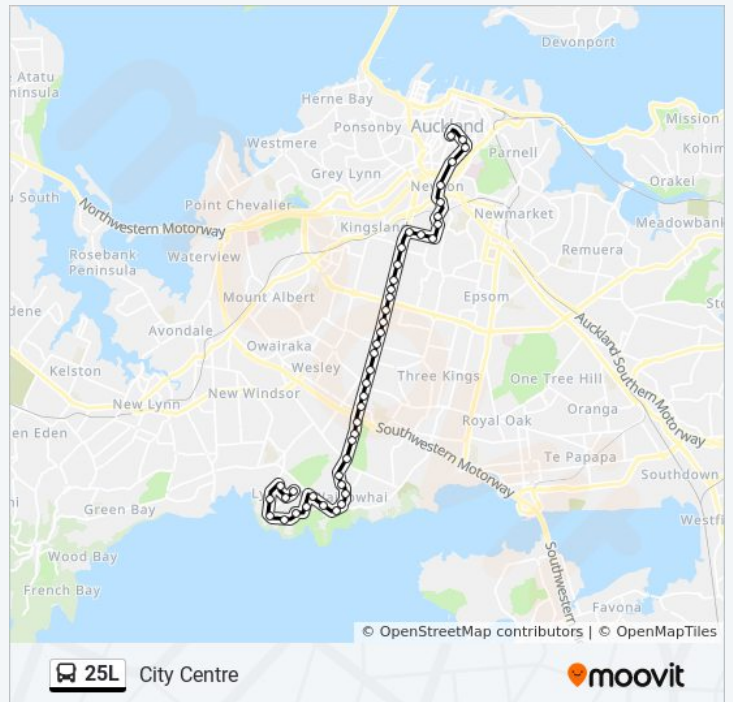 Devonport
e Atatu
ninsula
Herne Bay
Ponsonby
Auckland
Mission
Kohim
Westmere
Parnell
Grey Lynn
Orakei
u South
Point Chevalier
Newton
Northwestern Motorway
Newmarket
Meadowbank
Kingsland
Rosebank
Peninsula
Waterview
Remuera
Mount Albert
Epsom
dene
Sto
Avondale
Owairaka
Auckland Southern Motorway
Kelston
Wesley
Three Kings
One Tree Hill
New Lynn
New Windsor
Oranga
en Eden
Royal Oak
Southwestern Motorway
Te Papapa
Southdown
ni
Green Bay
Westfi
Wood Bay
Southwestern
French Bay
Favona
© OpenStreetMap contributors | © OpenMapTiles
25L City Centre
moovit